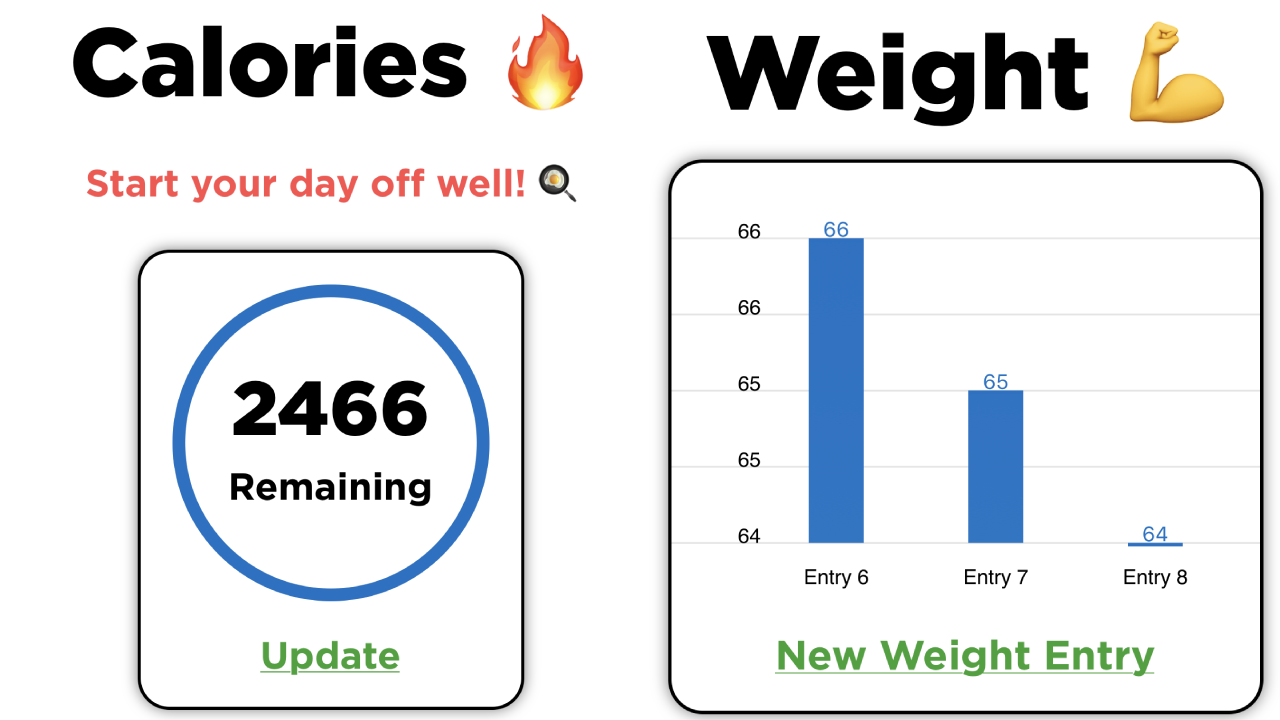 Calories 🔥
Start your day off well! 🍳
2466
Remaining
Update
Weight 💪
66
66
65
65
64
66
65
64
Entry 6
Entry 7
Entry 8
New Weight Entry